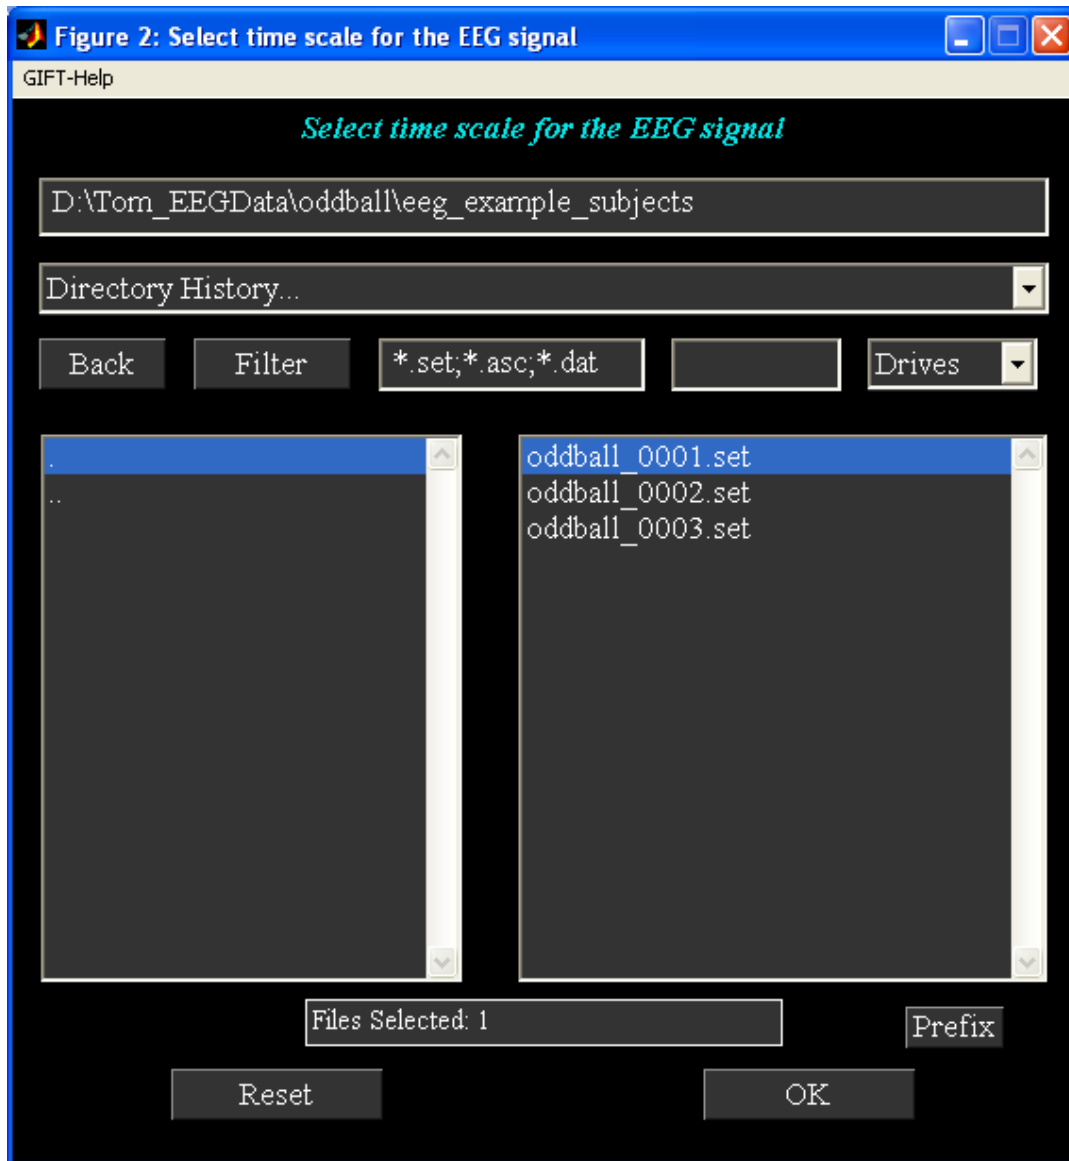 Figure 2: Select time scale for the EEG signal
GIFT-Help
Select time scale for the EEG signal
D:\Tom_EEGData\oddball\eeg_example_subjects
Directory History...
Back Filter *.set;*.asc;*.dat Drives
. oddball_0001.set
.. oddball_0002.set
oddball_0003.set
Files Selected: 1
Prefix
Reset OK